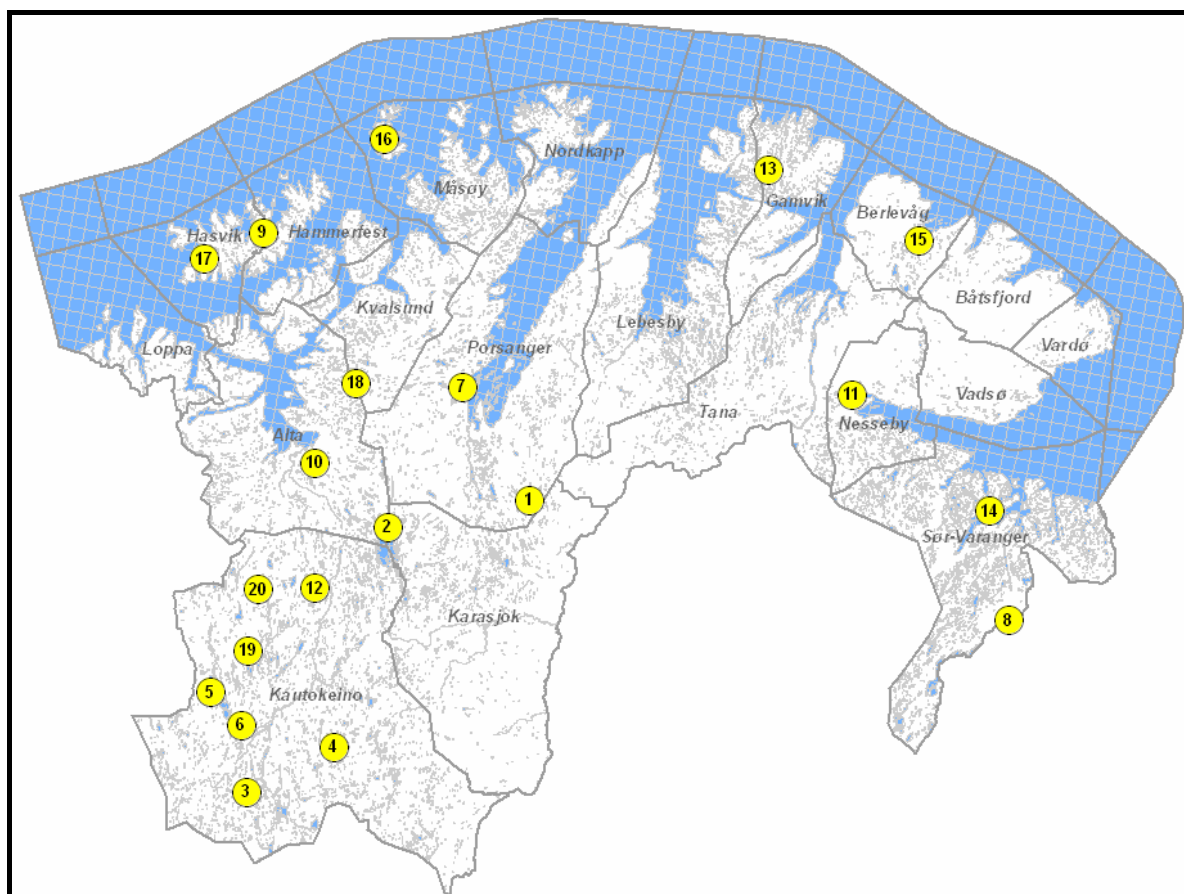 16
Nordkapp
13
Måsøy
Gamvik
Berlevåg
Hasvik
9
Hammerfest
15
17
Båtsfjord
Kvalsund
Lebesby
Loppa
Porsanger
Vardø
18
7
11
Vadsø
Tana
Nesseby
Alta
10
1
14
2
Sør-Varanger
20
12
Karasjok
8
19
5
Kautokeino
6
4
3